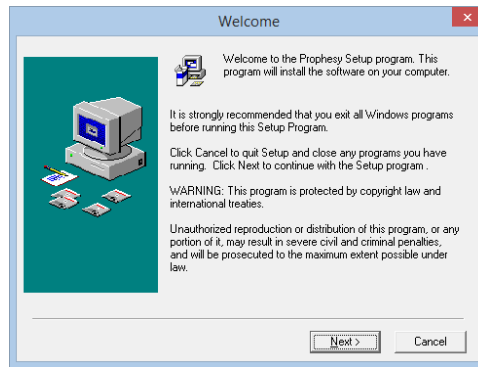 Welcome
Welcome to the Prophesy Setup program. This
program will install the software on your computer.
It is strongly recommended that you exit all Windows programs
before running this Setup Program.
Click Cancel to quit Setup and close any programs you have
running. Click Next to continue with the Setup program .
WARNING: This program is protected by copyright law and
international treaties.
Unauthorized reproduction or distribution of this program, or any
portion of it, may result in severe civil and criminal penalties,
and will be prosecuted to the maximum extent possible under
law.
Next >
Cancel